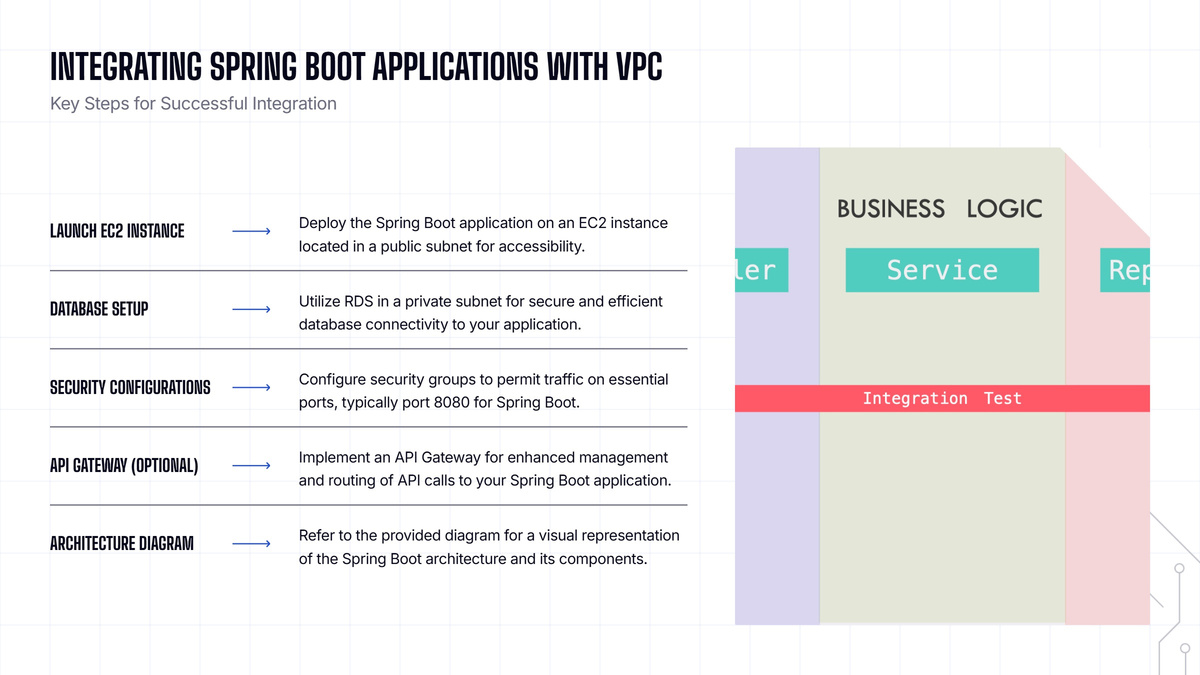 INTEGRATING SPRING BOOT APPLICATIONS WITH VPC
Key Steps for Successful Integration
LAUNCH EC2 INSTANCE
Deploy the Spring Boot application on an EC2 instance
located in a public subnet for accessibility.
DATABASE SETUP
Utilize RDS in a private subnet for secure and efficient
database connectivity to your application.
SECURITY CONFIGURATIONS
Configure security groups to permit traffic on essential
ports, typically port 8080 for Spring Boot.
API GATEWAY (OPTIONAL)
Implement an API Gateway for enhanced management
and routing of API calls to your Spring Boot application.
ARCHITECTURE DIAGRAM
Refer to the provided diagram for a visual representation
of the Spring Boot architecture and its components.
BUSINESS LOGIC
ler Service Rep
Integration Test